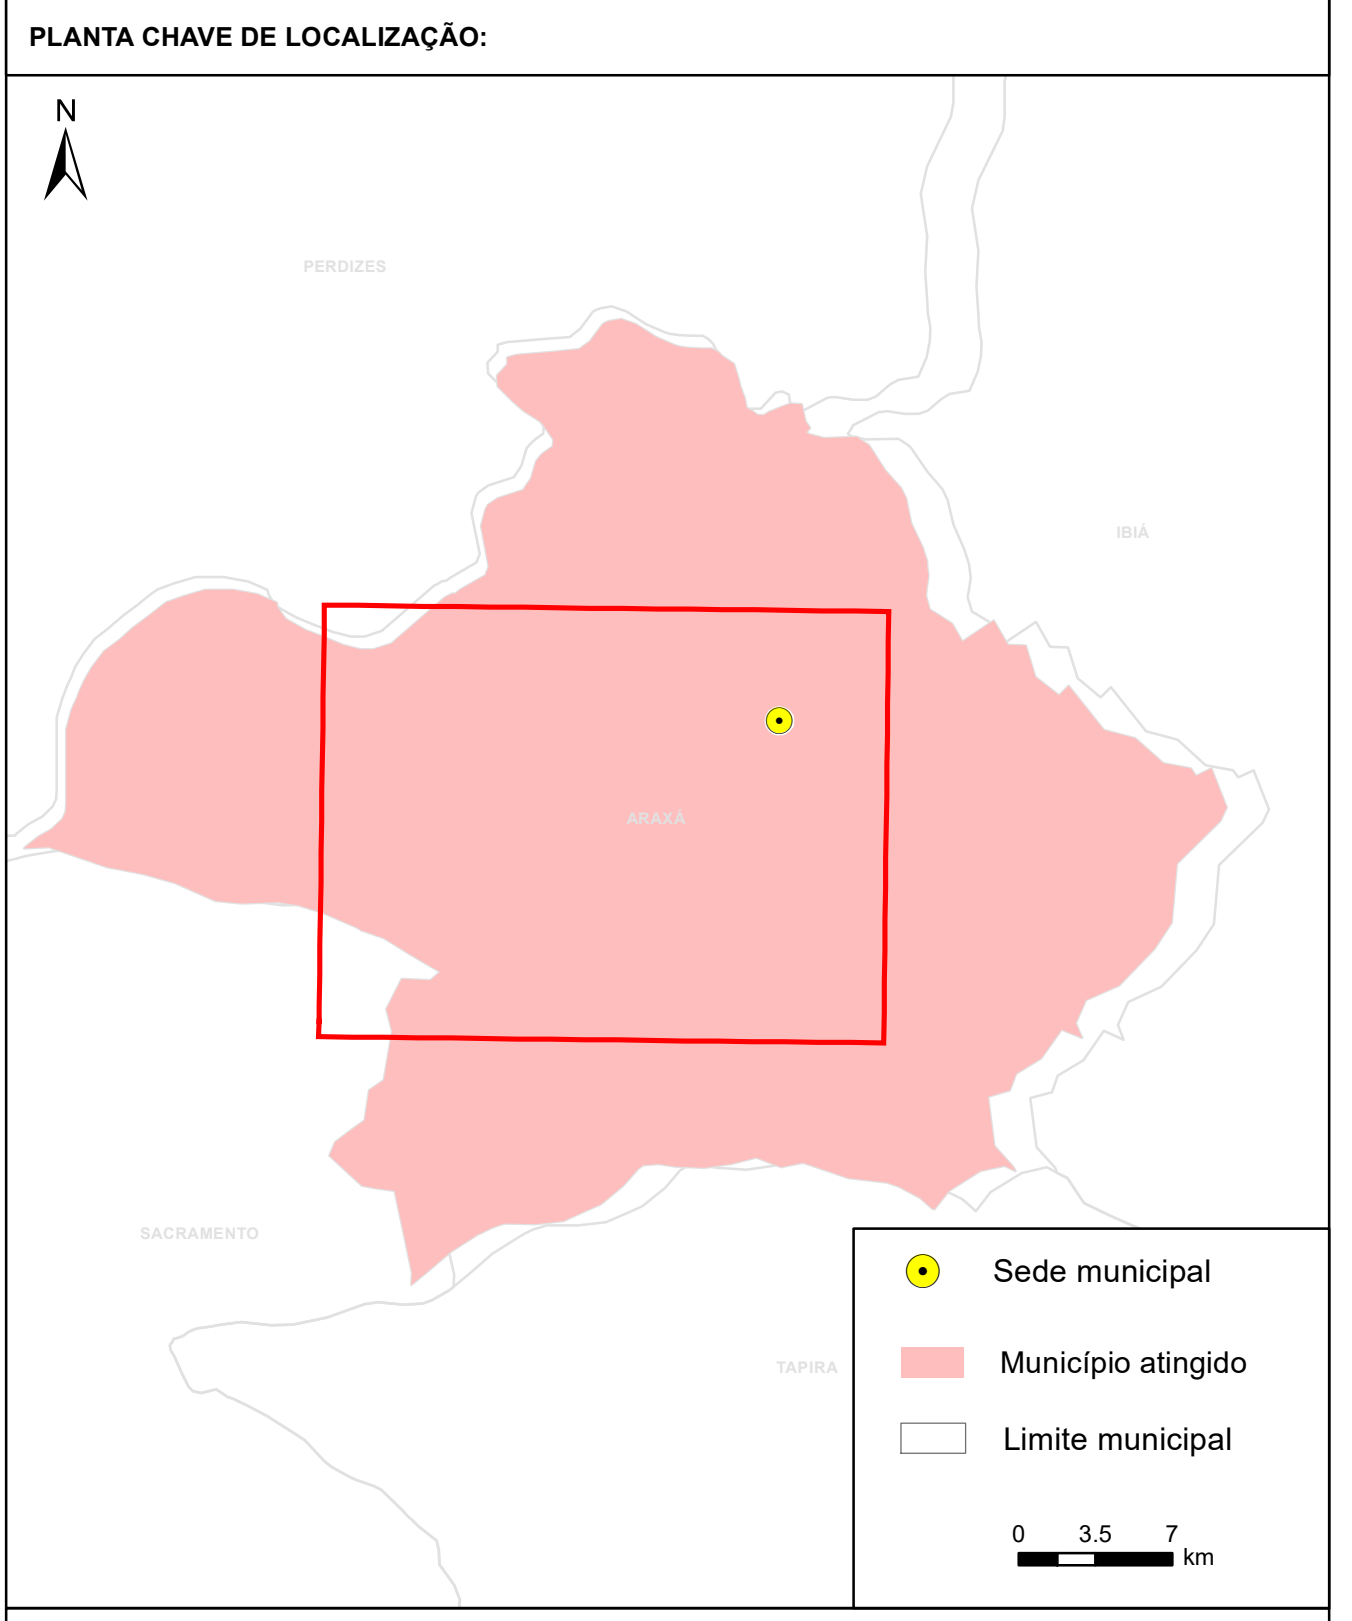 PLANTA CHAVE DE LOCALIZAÇÃO:
N
PERDIZES
IBIÁ
ARAXÁ
SACRAMENTO
TAPIRA
Sede municipal
Município atingido
Limite municipal
0 3.5 7
km